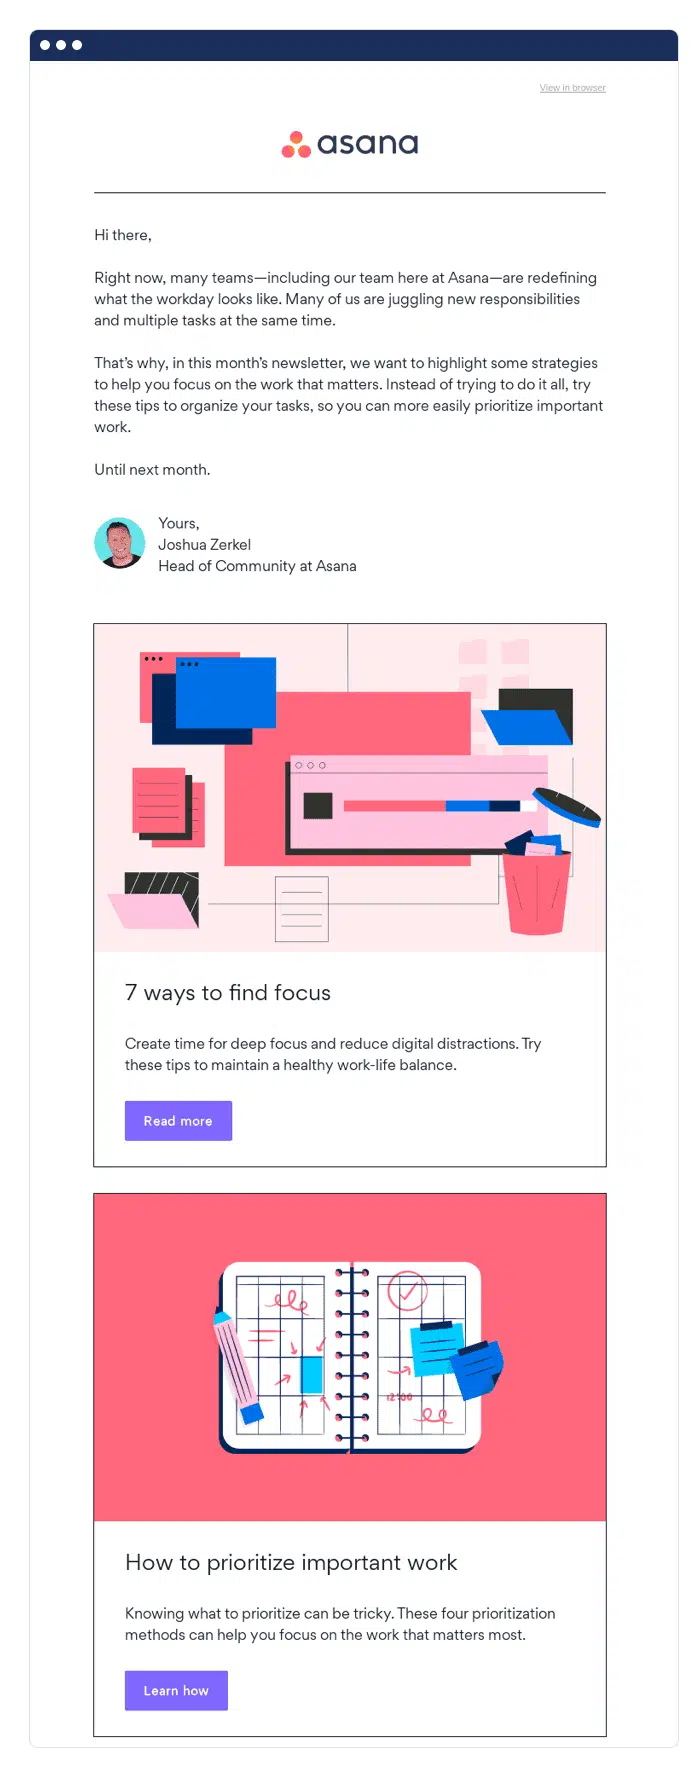 View in browser
asana
Hi there,
Right now, many teams—including our team here at Asana—are redefining
what the workday looks like. Many of us are juggling new responsibilities
and multiple tasks at the same time.
That’s why, in this month’s newsletter, we want to highlight some strategies
to help you focus on the work that matters. Instead of trying to do it all, try
these tips to organize your tasks, so you can more easily prioritize important
work.
Until next month.
Yours,
Joshua Zerkel
Head of Community at Asana
7 ways to find focus
Create time for deep focus and reduce digital distractions. Try
these tips to maintain a healthy work-life balance.
Read more
12:00
How to prioritize important work
Knowing what to prioritize can be tricky. These four prioritization
methods can help you focus on the work that matters most.
Learn how